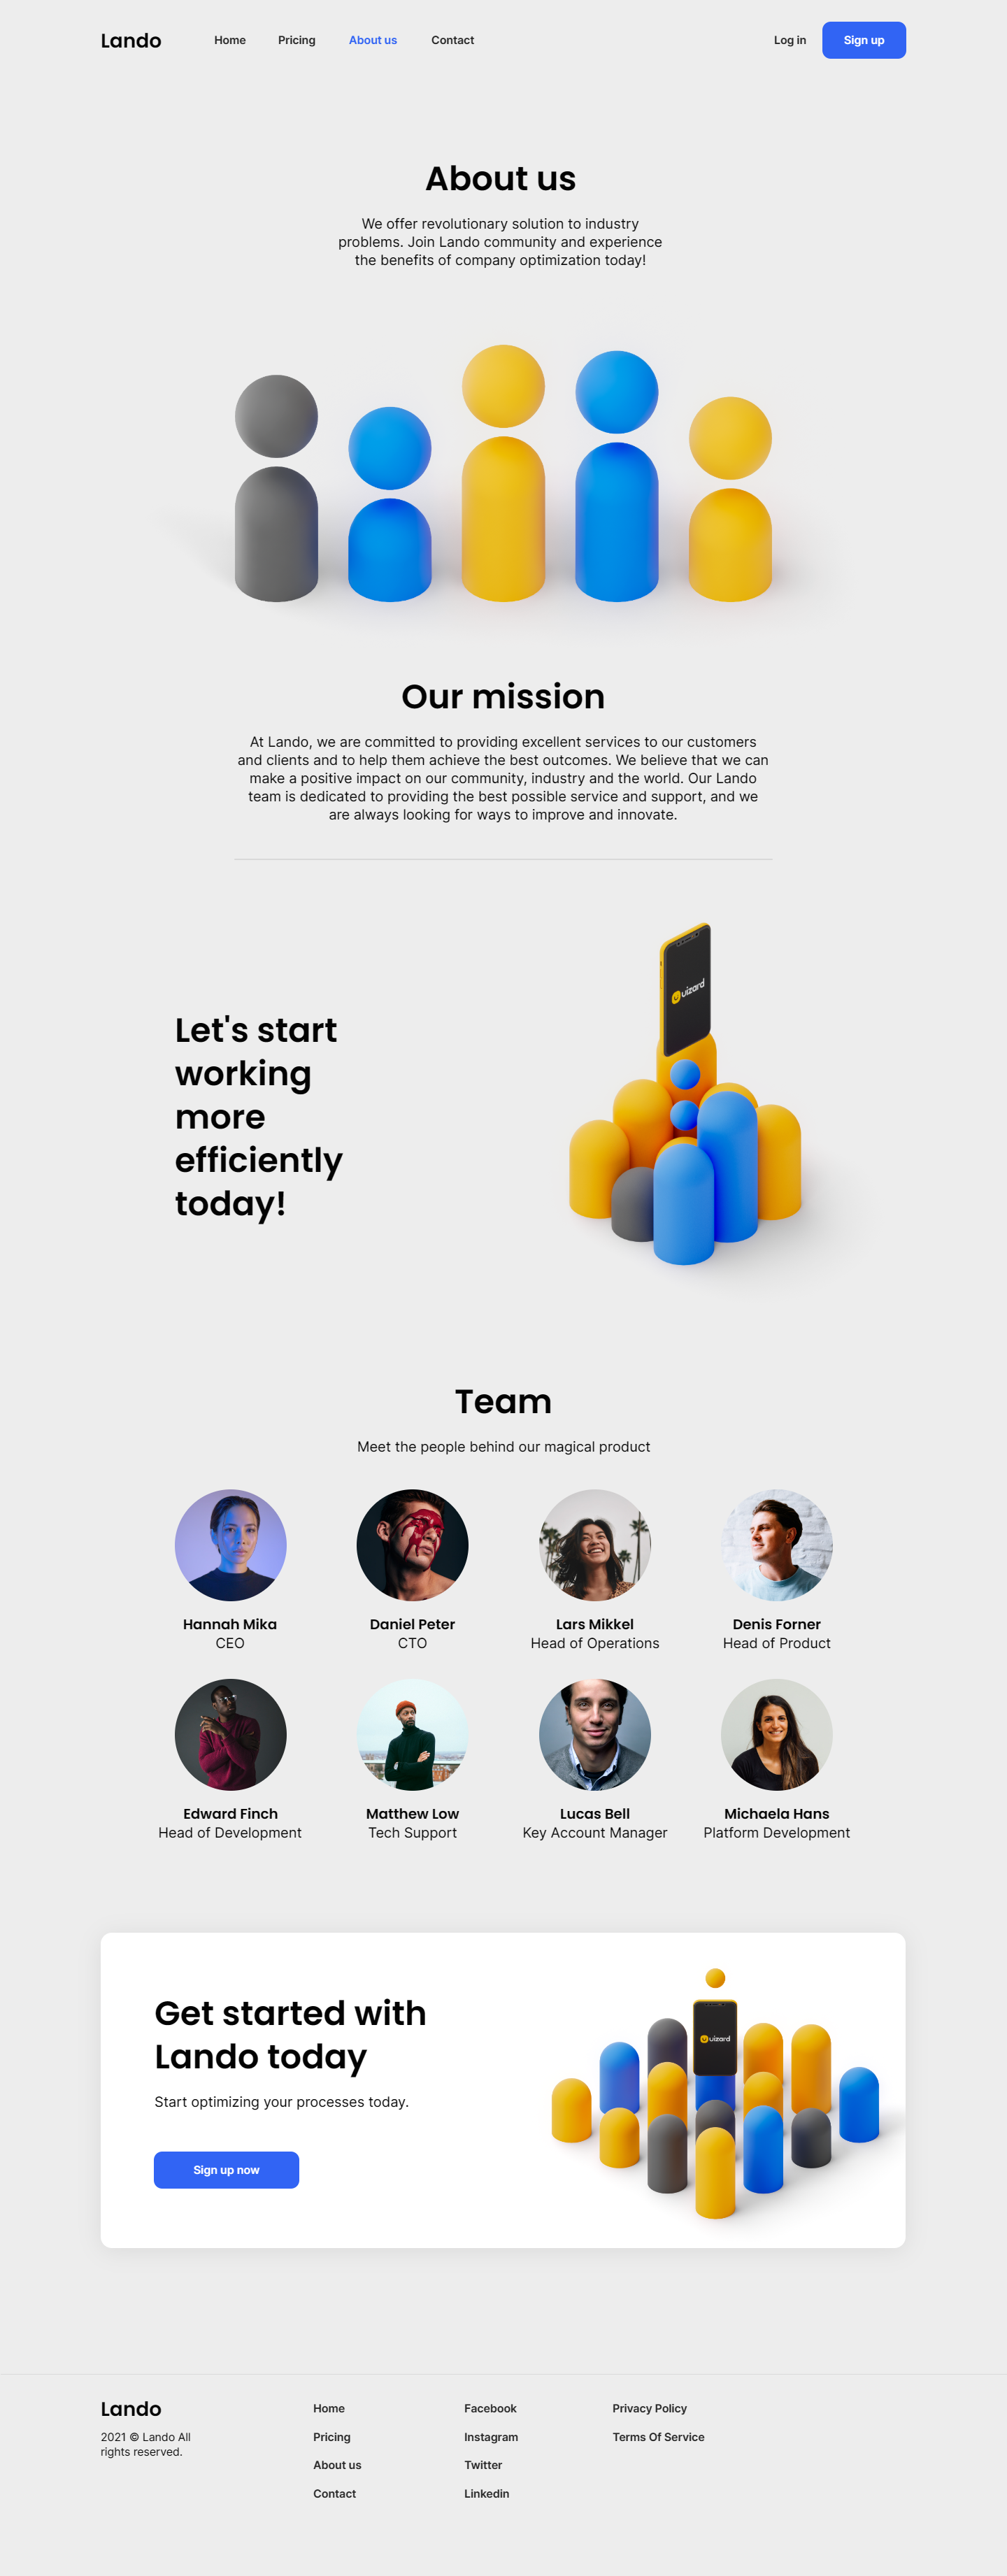 Lando
Home
Pricing
About us
Contact
Log in
Sign up
About us
We offer revolutionary solution to industry
problems. Join Lando community and experience
the benefits of company optimization today!
Our mission
At Lando, we are committed to providing excellent services to our customers
and clients and to help them achieve the best outcomes. We believe that we can
make a positive impact on our community, industry and the world. Our Lando
team is dedicated to providing the best possible service and support, and we
are always looking for ways to improve and innovate.
uizard
Let's start
working
more
efficiently
today!
Team
Meet the people behind our magical product
Hannah Mika
CEO
Daniel Peter
CTO
Lars Mikkel
Head of Operations
Denis Forner
Head of Product
Edward Finch
Head of Development
Matthew Low
Tech Support
Lucas Bell
Key Account Manager
Michaela Hans
Platform Development
Get started with
Lando today
Start optimizing your processes today.
Sign up now
uizard
Lando
2021 © Lando All
rights reserved.
Home
Pricing
About us
Contact
Facebook
Instagram
Twitter
Linkedin
Privacy Policy
Terms Of Service